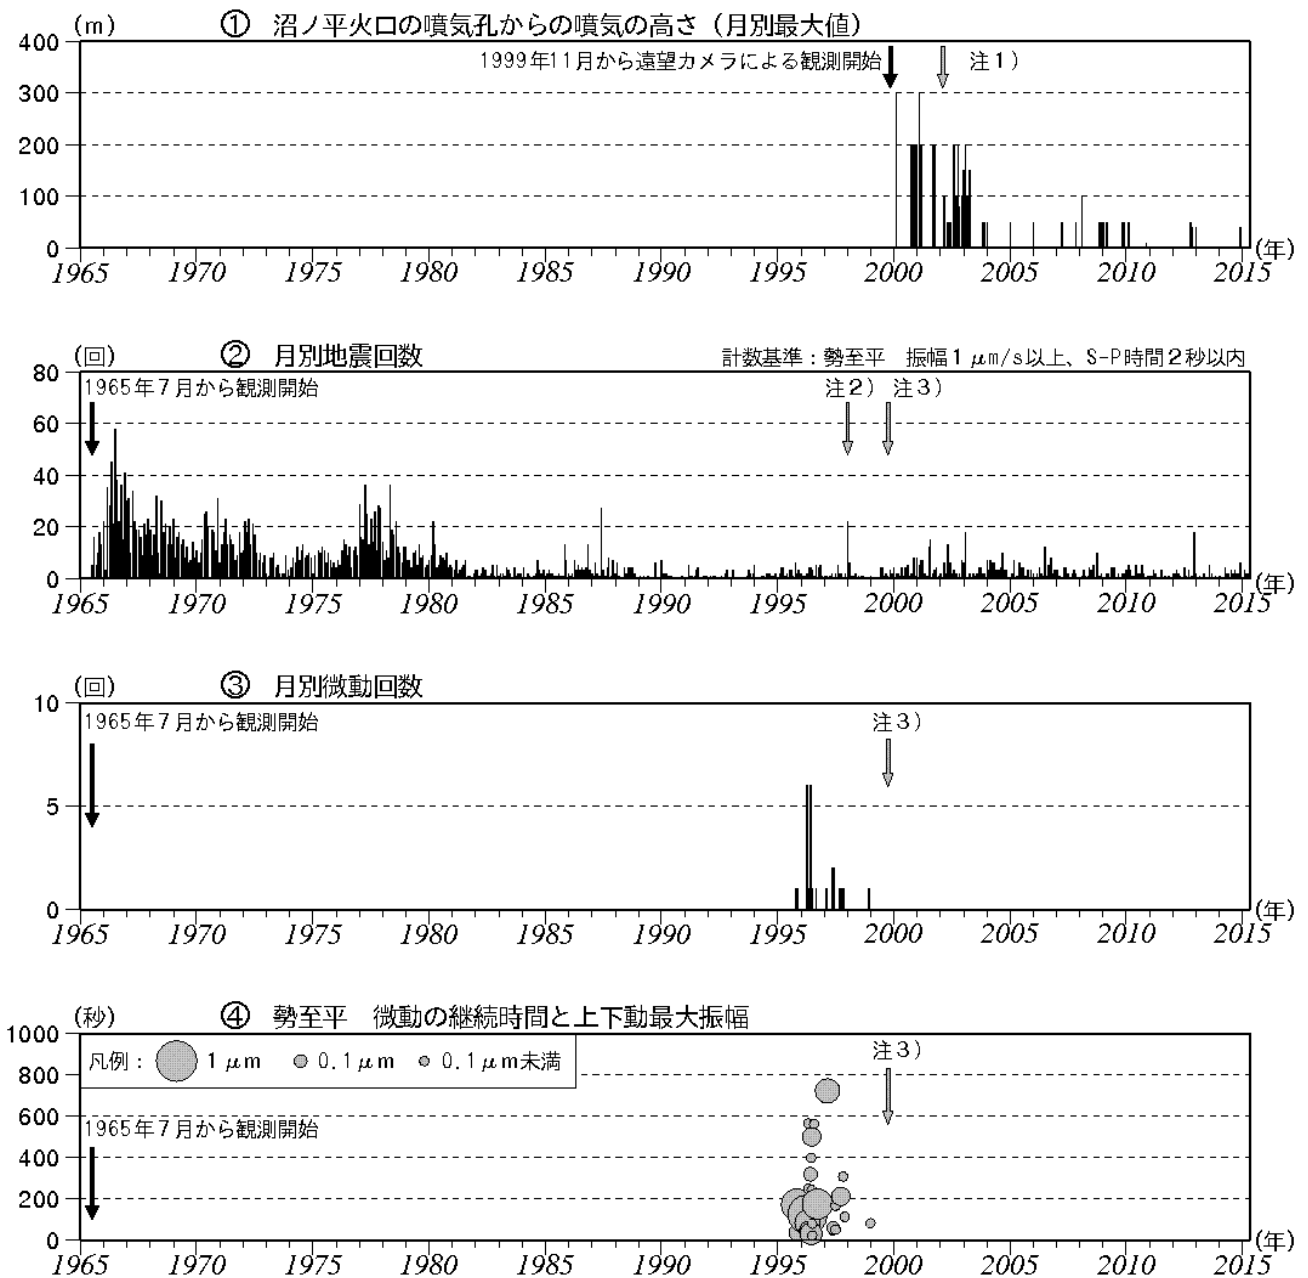 (m) ① 沼ノ平火口の噴気孔からの噴気の高さ（月別最大値）
400
1999年11月から遠望カメラによる観測開始 注１）
300
200
100
0
(年)
1965 1970 1975 1980 1985 1990 1995 2000 2005 2010 2015
(回) ② 月別地震回数 計数基準：勢至平 振幅１μm/s以上、S-P時間２秒以内
80
1965年７月から観測開始 注２） 注３）
60
40
20
0
(年)
1965 1970 1975 1980 1985 1990 1995 2000 2005 2010 2015
(回) ③ 月別微動回数
10
1965年７月から観測開始 注３）
5
0
(年)
1965 1970 1975 1980 1985 1990 1995 2000 2005 2010 2015
(秒) ④ 勢至平 微動の継続時間と上下動最大振幅
1000
凡例： １μm 0.1μm 0.1μm未満 注３）
800
600
1965年７月から観測開始
400
200
0
(年)
1965 1970 1975 1980 1985 1990 1995 2000 2005 2010 2015